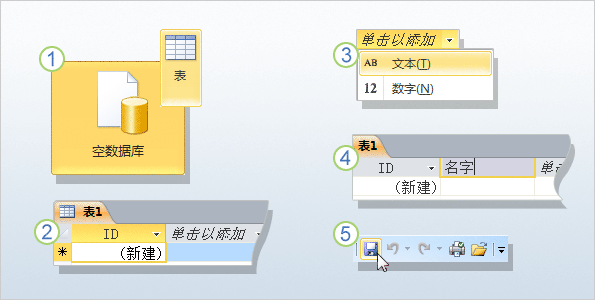 1
表
空数据库
2
表1
ID 单击以添加
(新建)
3
单击以添加
AB 文本(T)
12 数字(N)
4
表1
ID 名字 单击
(新建)
5